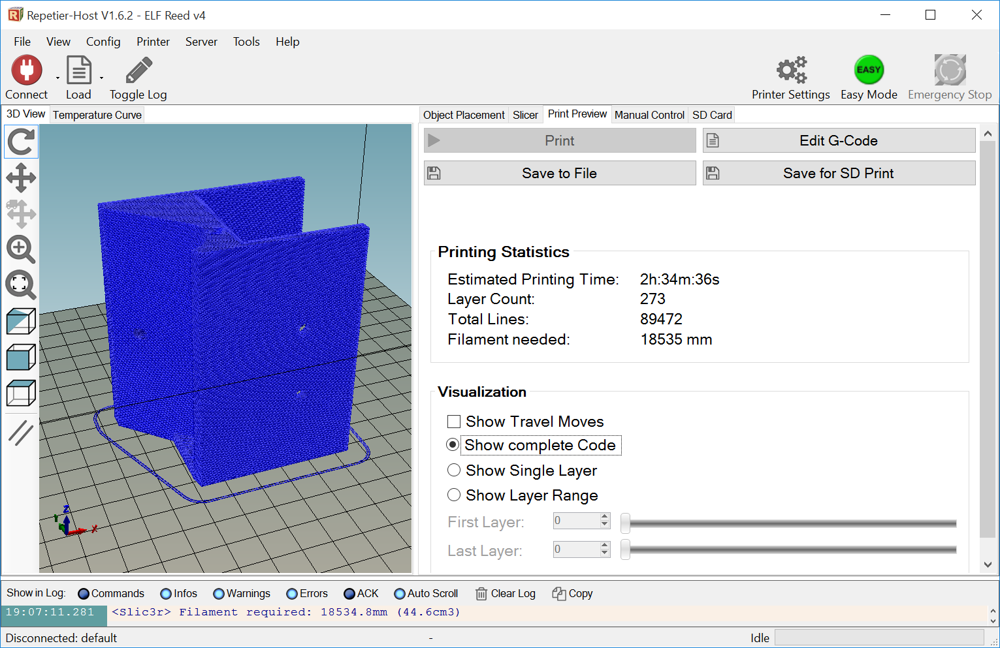 Repetier-Host V1.6.2 - ELF Reed v4
File View Config Printer Server Tools Help
Connect Load Toggle Log Printer Settings EASY Easy Mode Emergency Stop
3D View Temperature Curve
Object Placement Slicer Print Preview Manual Control SD Card
Print Edit G-Code
Save to File Save for SD Print
Printing Statistics
Estimated Printing Time: 2h:34m:36s
Layer Count: 273
Total Lines: 89472
Filament needed: 18535 mm
Visualization
Show Travel Moves
Show complete Code
Show Single Layer
Show Layer Range
First Layer: 0
Last Layer: 0
Z
X
Show in Log: Commands Infos Warnings Errors ACK Auto Scroll Clear Log Copy
19:07:11.281 <Slic3r> Filament required: 18534.8mm (44.6cm3)
Disconnected: default - Idle